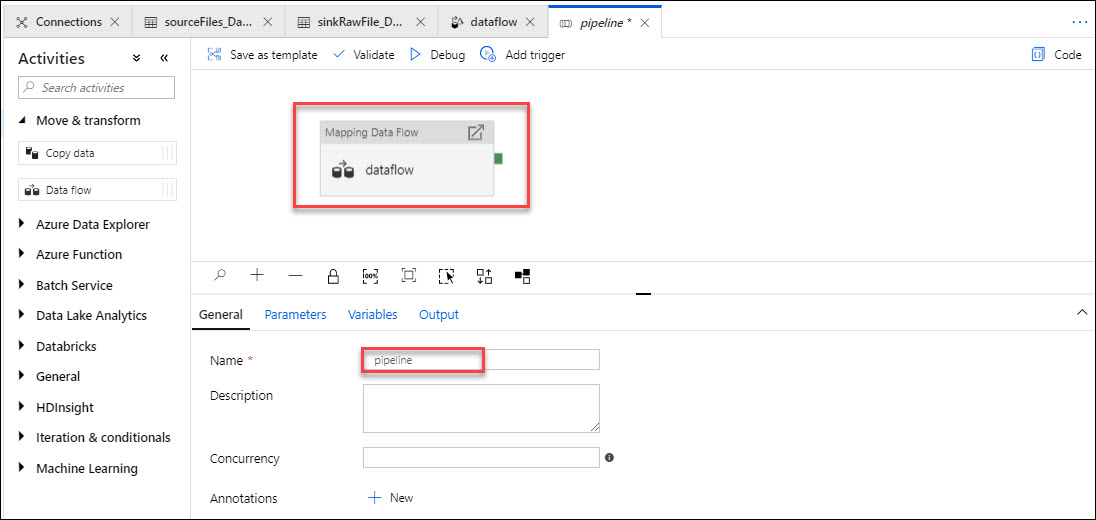 Connections
sourceFiles_Da...
sinkRawFile_D...
dataflow
pipeline *
Activities
Save as template
Validate
Debug
Add trigger
Code
Search activities
Move & transform
Copy data
Data flow
Azure Data Explorer
Azure Function
Batch Service
Data Lake Analytics
Databricks
General
HDInsight
Iteration & conditionals
Machine Learning
Mapping Data Flow
dataflow
100%
General
Parameters
Variables
Output
Name *
pipeline
Description
Concurrency
Annotations
New